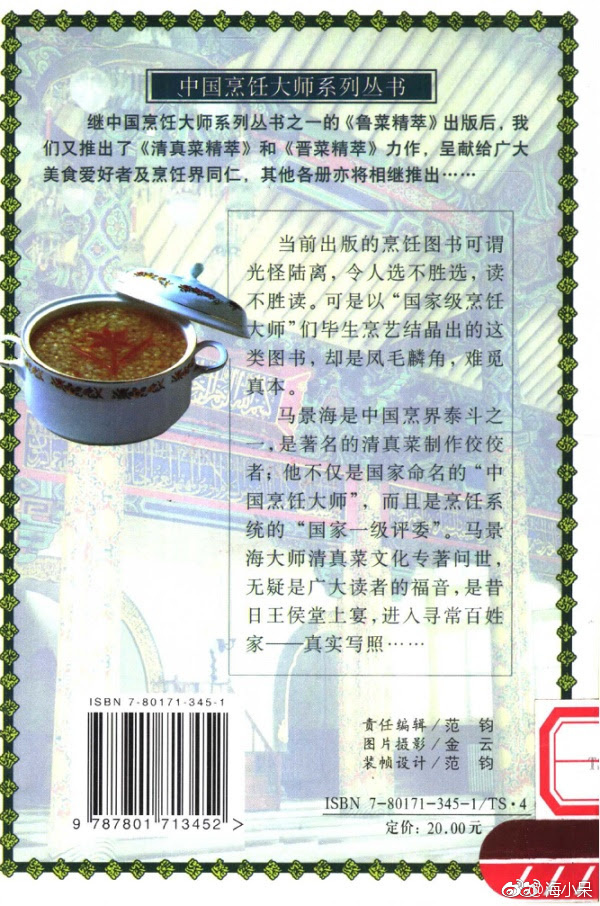 中国烹饪大师系列丛书
继中国烹饪大师系列丛书之一的《鲁菜精萃》出版后，我
们又推出了《清真菜精萃》和《晋菜精萃》力作，呈献给广大
美食爱好者及烹饪界同仁，其他各册亦将相继推出……
当前出版的烹饪图书可谓
光怪陆离，令人选不胜选，读
不胜读。可是以“国家级烹饪
大师”们毕生烹艺结晶出的这
类图书，却是凤毛麟角，难觅
真本。
马景海是中国烹界泰斗之
一，是著名的清真菜制作佼佼
者；他不仅是国家命名的“中
国烹饪大师”，而且是烹饪系
统的“国家一级评委”。马景
海大师清真菜文化专著问世，
无疑是广大读者的福音，是昔
日王侯堂上宴，进入寻常百姓
家——真实写照……
ISBN 7-80171-345-1
9 787801 713452 >
责任编辑／范 钧
图片摄影／金 云
装帧设计／范 钧
ISBN 7-80171-345-1/TS·4
定价：20.00元
@海小呆